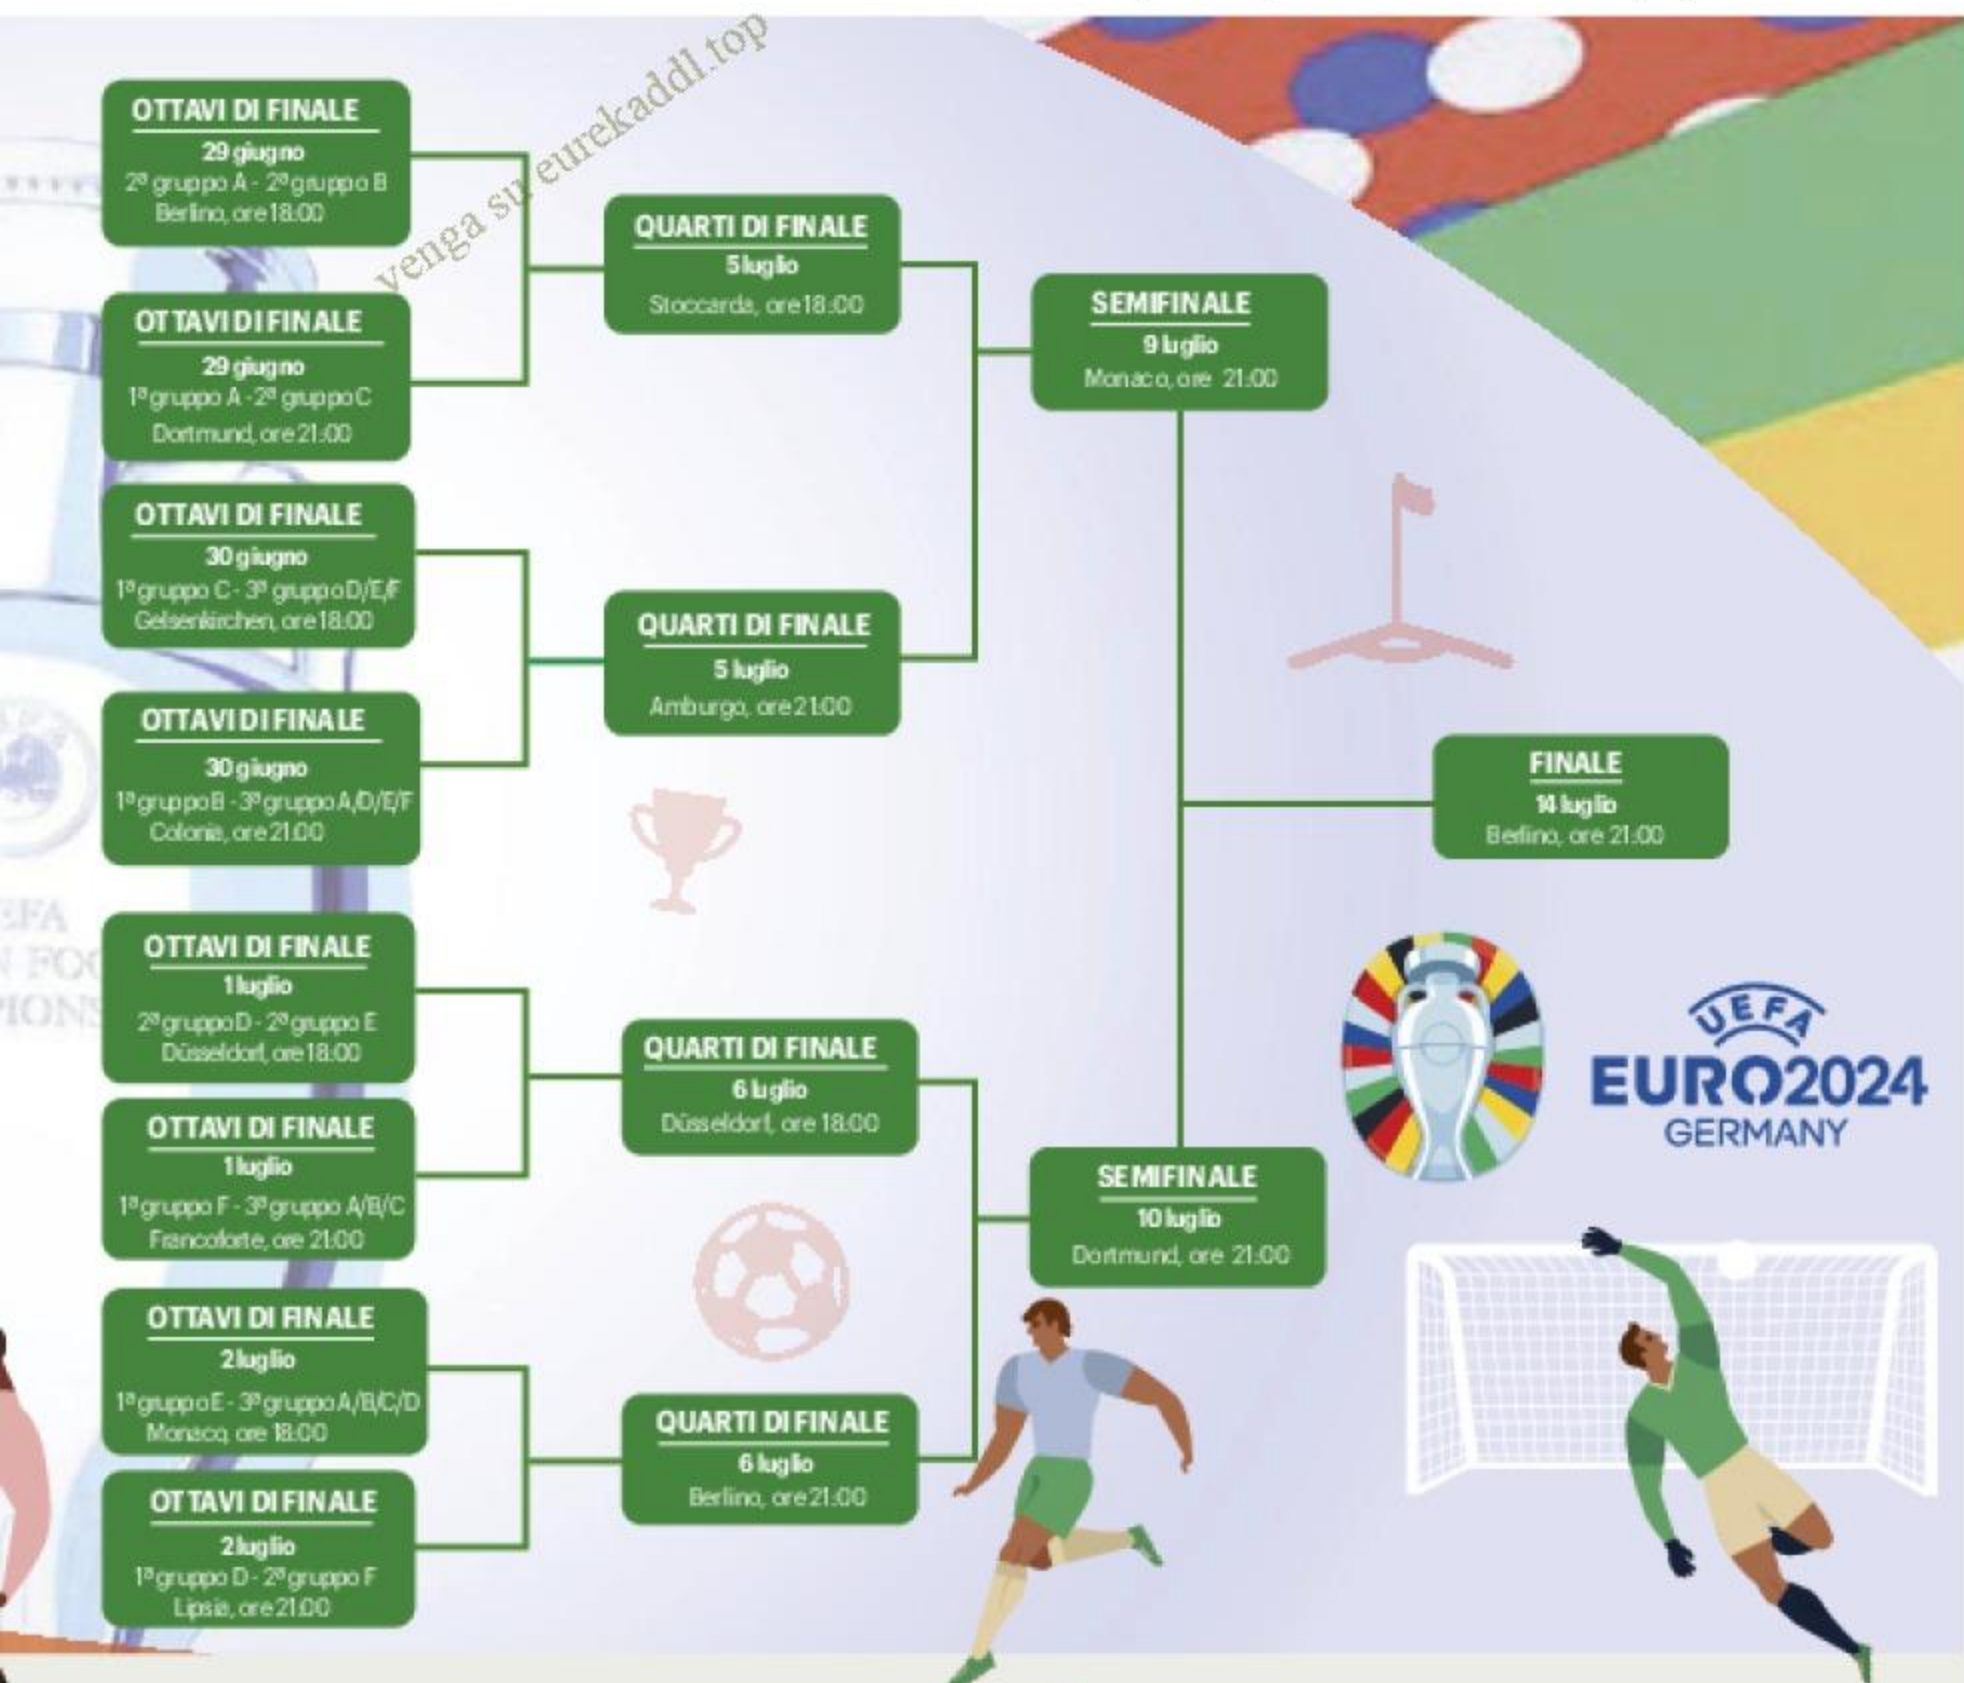 venga su eurekaddl.top
OTTAVI DI FINALE
29 giugno
2ª gruppo A - 2ª gruppo B
Berlino, ore 18:00
OTTAVI DI FINALE
29 giugno
1ª gruppo A - 2ª gruppo C
Dortmund, ore 21:00
OTTAVI DI FINALE
30 giugno
1ª gruppo C - 3ª gruppo D/E/F
Gelsenkirchen, ore 18:00
OTTAVI DI FINALE
30 giugno
1ª gruppo B - 3ª gruppo A/D/E/F
Colonia, ore 21:00
OTTAVI DI FINALE
1 luglio
2ª gruppo D - 2ª gruppo E
Düsseldorf, ore 18:00
OTTAVI DI FINALE
1 luglio
1ª gruppo F - 3ª gruppo A/B/C
Francoforte, ore 21:00
OTTAVI DI FINALE
2 luglio
1ª gruppo E - 3ª gruppo A/B/C/D
Monaco, ore 18:00
OTTAVI DI FINALE
2 luglio
1ª gruppo D - 2ª gruppo F
Lipsia, ore 21:00
QUARTI DI FINALE
5 luglio
Stoccarda, ore 18:00
QUARTI DI FINALE
5 luglio
Amburgo, ore 21:00
QUARTI DI FINALE
6 luglio
Düsseldorf, ore 18:00
QUARTI DI FINALE
6 luglio
Berlino, ore 21:00
SEMIFINALE
9 luglio
Monaco, ore 21:00
SEMIFINALE
10 luglio
Dortmund, ore 21:00
FINALE
14 luglio
Berlino, ore 21:00
UEFA
EURO2024
GERMANY